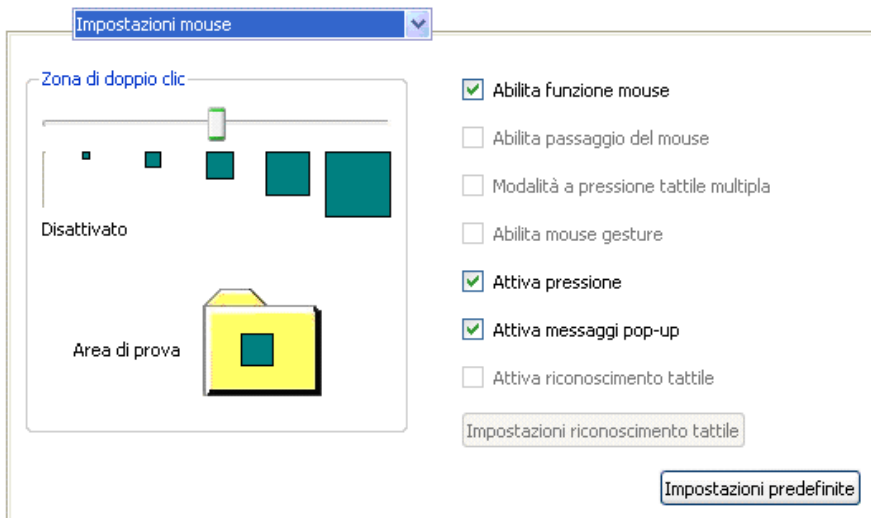 Impostazioni mouse
Zona di doppio clic
Disattivato
Area di prova
Abilita funzione mouse
Abilita passaggio del mouse
Modalità a pressione tattile multipla
Abilita mouse gesture
Attiva pressione
Attiva messaggi pop-up
Attiva riconoscimento tattile
Impostazioni riconoscimento tattile
Impostazioni predefinite